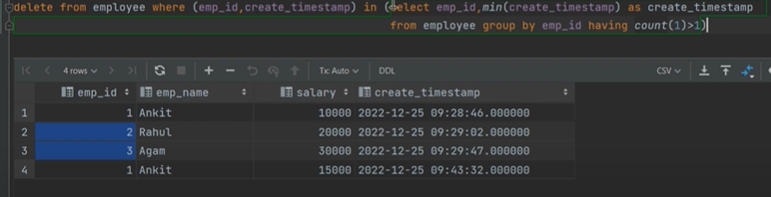 delete from employee where (emp_id,create_timestamp) in (select emp_id,min(create_timestamp) as create_timestamp
from employee group by emp_id having count(1)>1)
4 rows Tx: Auto DDL CSV
emp_id emp_name salary create_timestamp
1 1 Ankit 10000 2022-12-25 09:28:46.000000
2 2 Rahul 20000 2022-12-25 09:29:02.000000
3 3 Agam 30000 2022-12-25 09:29:47.000000
4 1 Ankit 15000 2022-12-25 09:43:32.000000